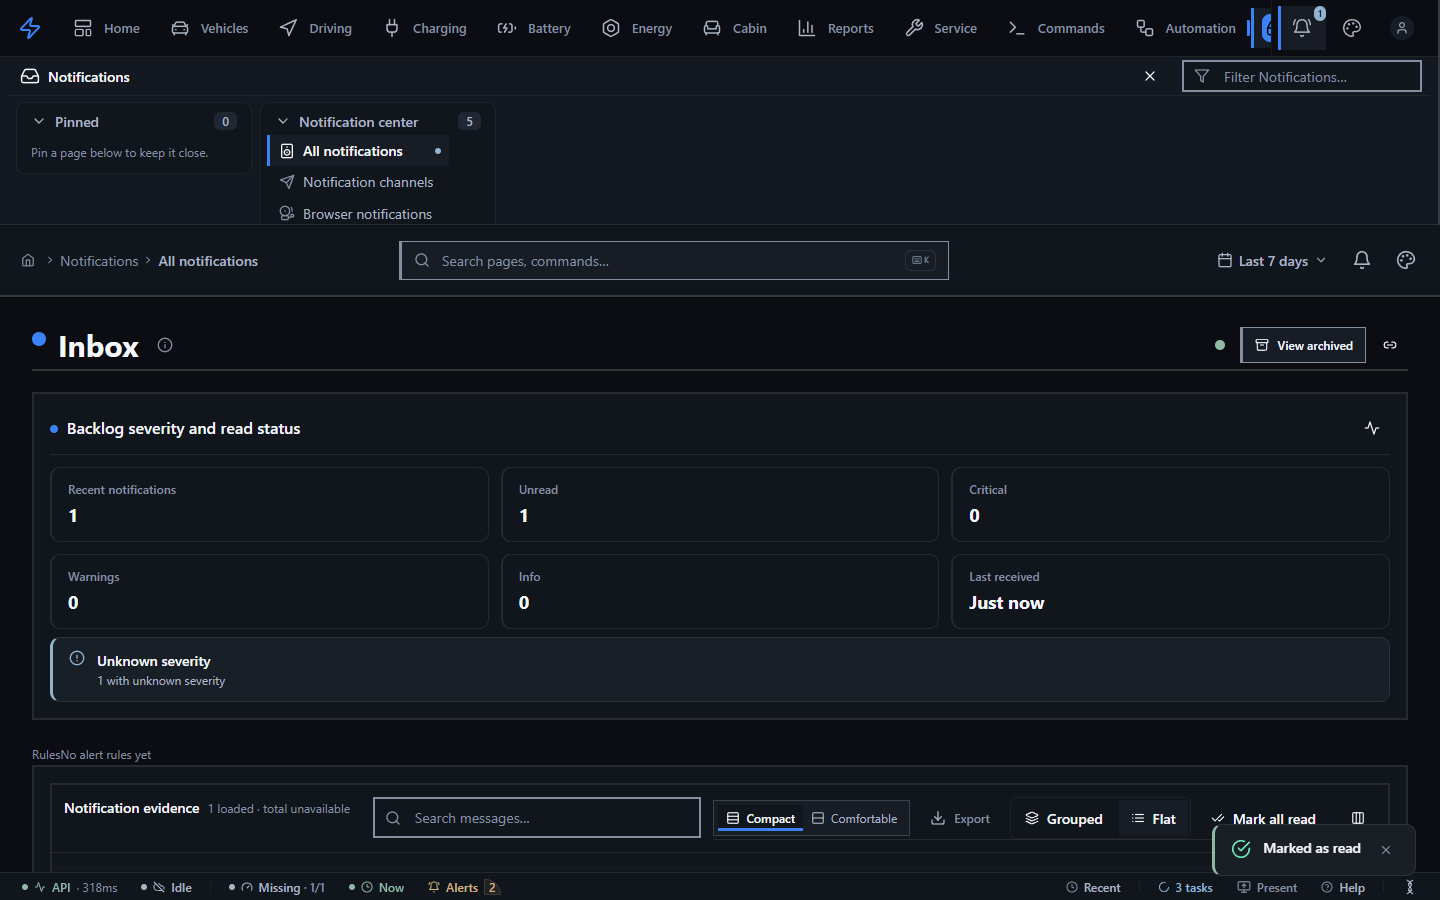 Home Vehicles Driving Charging Battery Energy Cabin Reports Service Commands Automation 1
Notifications
Filter Notifications...
Pinned 0
Pin a page below to keep it close.
Notification center 5
All notifications
Notification channels
Browser notifications
Notifications All notifications
Search pages, commands... K
Last 7 days
Inbox
View archived
Backlog severity and read status
Recent notifications
1
Unread
1
Critical
0
Warnings
0
Info
0
Last received
Just now
Unknown severity
1 with unknown severity
RulesNo alert rules yet
Notification evidence 1 loaded · total unavailable
Search messages...
Compact Comfortable
Export
Grouped Flat
Mark all read
Marked as read
API · 318ms Idle Missing · 1/1 Now Alerts 2
Recent 3 tasks Present Help